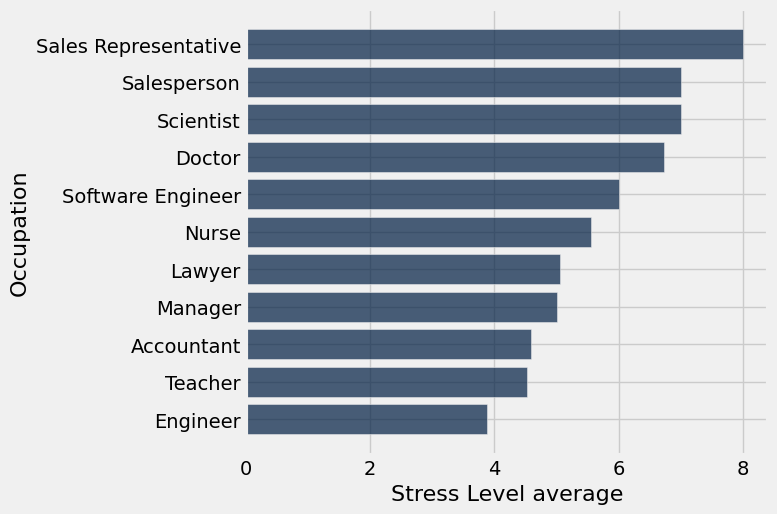 Sales Representative
Salesperson
Scientist
Doctor
Software Engineer
Nurse
Lawyer
Manager
Accountant
Teacher
Engineer
Occupation
0 2 4 6 8
Stress Level average